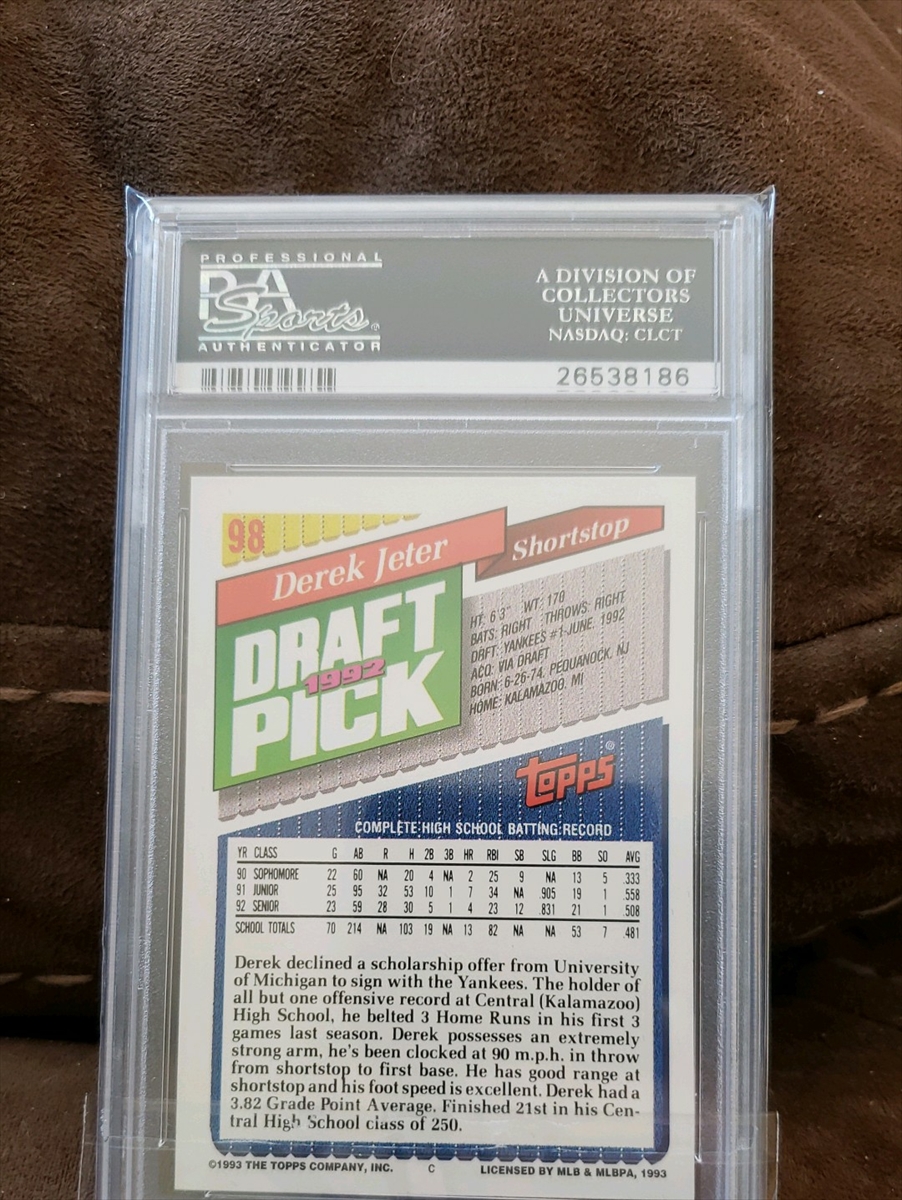 PROFESSIONAL
PSA
Sports®
AUTHENTICATOR
A DIVISION OF
COLLECTORS
UNIVERSE
NASDAQ: CLCT
26538186
98
Derek Jeter
Shortstop
DRAFT
1992
PICK
HT: 6'3" WT: 170
BATS: RIGHT THROWS: RIGHT
DRFT: YANKEES #1-JUNE, 1992
ACQ: VIA DRAFT
BORN: 6-26-74, PEQUANOCK, NJ
HOME: KALAMAZOO, MI
topps®
COMPLETE HIGH SCHOOL BATTING RECORD
YR CLASS G AB R H 2B 3B HR RBI SB SLG BB SO AVG
90 SOPHOMORE 22 60 NA 20 4 NA 2 25 9 NA 13 5 .333
91 JUNIOR 25 95 32 53 10 1 7 34 NA .905 19 1 .558
92 SENIOR 23 59 28 30 5 1 4 23 12 .831 21 1 .508
SCHOOL TOTALS 70 214 NA 103 19 NA 13 82 NA NA 53 7 .481
Derek declined a scholarship offer from University
of Michigan to sign with the Yankees. The holder of
all but one offensive record at Central (Kalamazoo)
High School, he belted 3 Home Runs in his first 3
games last season. Derek possesses an extremely
strong arm, he's been clocked at 90 m.p.h. in throw
from shortstop to first base. He has good range at
shortstop and his foot speed is excellent. Derek had a
3.82 Grade Point Average. Finished 21st in his Cen-
tral High School class of 250.
©1993 THE TOPPS COMPANY, INC. C LICENSED BY MLB & MLBPA, 1993